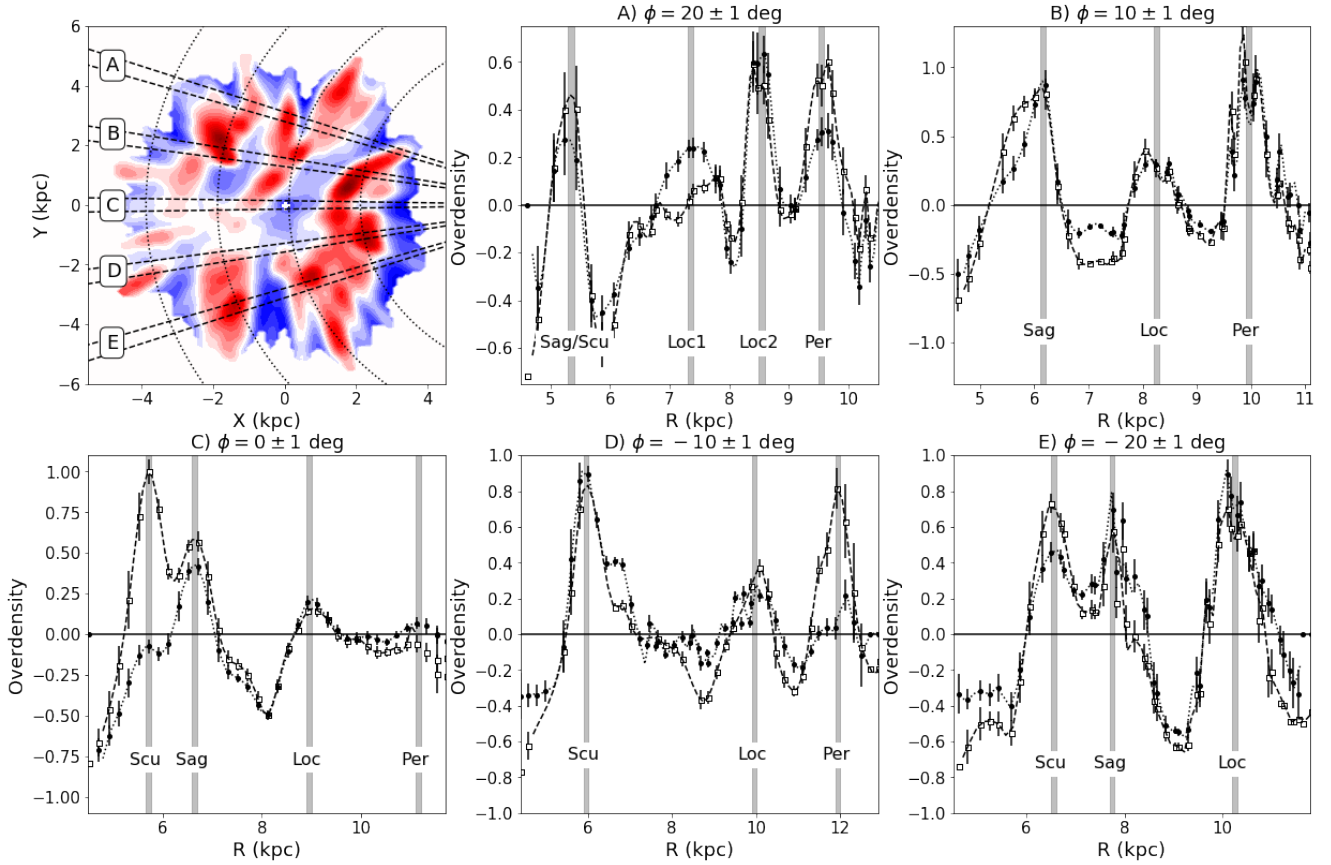 A) ϕ = 20 ± 1 deg
B) ϕ = 10 ± 1 deg
6
4
2
0
−2
−4
−6
Y (kpc)
A
B
C
D
E
−4
−2
0
2
4
X (kpc)
0.6
0.4
0.2
0.0
−0.2
−0.4
−0.6
Overdensity
Sag/Scu
Loc1
Loc2
Per
5
6
7
8
9
10
R (kpc)
1.0
0.5
0.0
−0.5
−1.0
Overdensity
Sag
Loc
Per
5
6
7
8
9
10
11
R (kpc)
C) ϕ = 0 ± 1 deg
D) ϕ = − 10 ± 1 deg
E) ϕ = − 20 ± 1 deg
1.00
0.75
0.50
0.25
0.00
−0.25
−0.50
−0.75
−1.00
Overdensity
Scu
Sag
Loc
Per
6
8
10
R (kpc)
1.0
0.8
0.6
0.4
0.2
0.0
−0.2
−0.4
−0.6
−0.8
−1.0
Overdensity
Scu
Loc
Per
6
8
10
12
R (kpc)
1.0
0.8
0.6
0.4
0.2
0.0
−0.2
−0.4
−0.6
−0.8
−1.0
Overdensity
Scu
Sag
Loc
6
8
10
R (kpc)